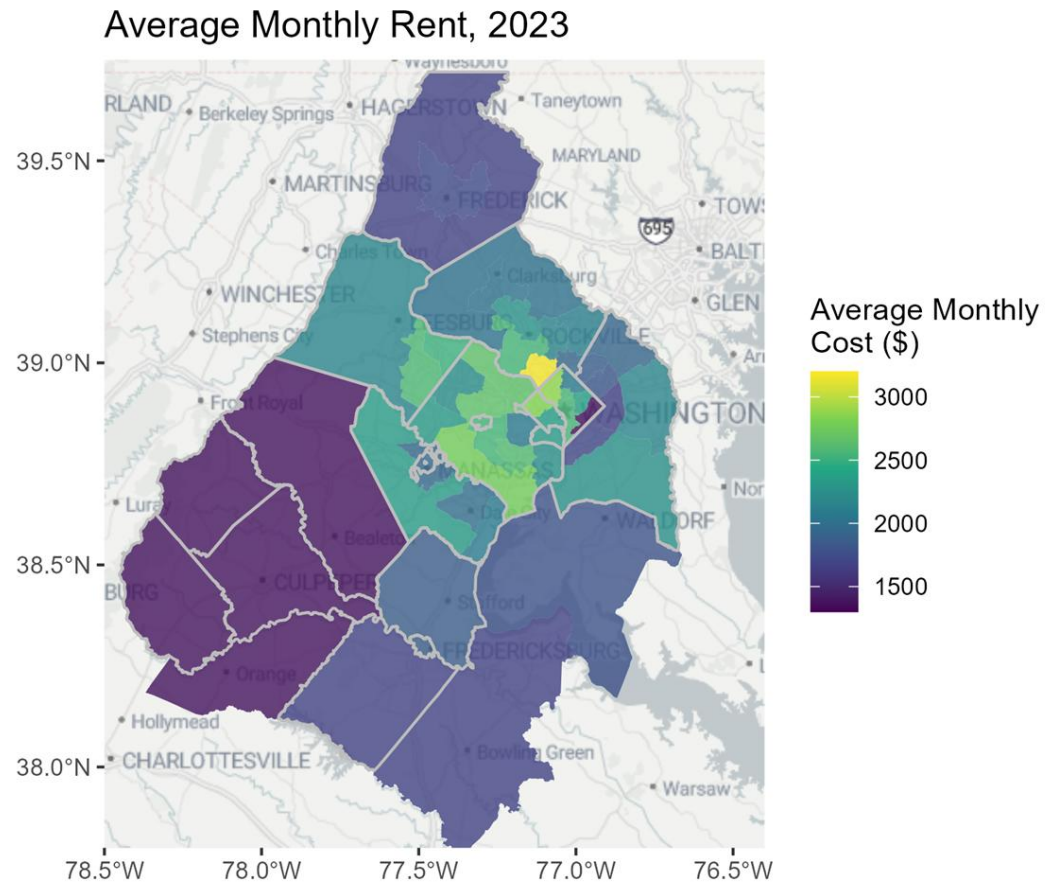 Average Monthly Rent, 2023
Waynesboro
RLAND
Berkeley Springs
HAGERSTOWN
Taneytown
39.5°N
MARYLAND
MARTINSBURG
FREDERICK
TOWS
695
Charles Town
BALTI
Clarksburg
WINCHESTER
GLEN
Stephens City
LEESBURG
ROCKVILLE
39.0°N
Front Royal
WASHINGTON
MANASSAS
Luray
Dale City
WALDORF
Nor
Bealeton
38.5°N
BURG
CULPEPER
Stafford
FREDERICKSBURG
Orange
Hollymead
CHARLOTTESVILLE
38.0°N
Bowling Green
Warsaw
78.5°W
78.0°W
77.5°W
77.0°W
76.5°W
Average Monthly
Cost ($)
3000
2500
2000
1500